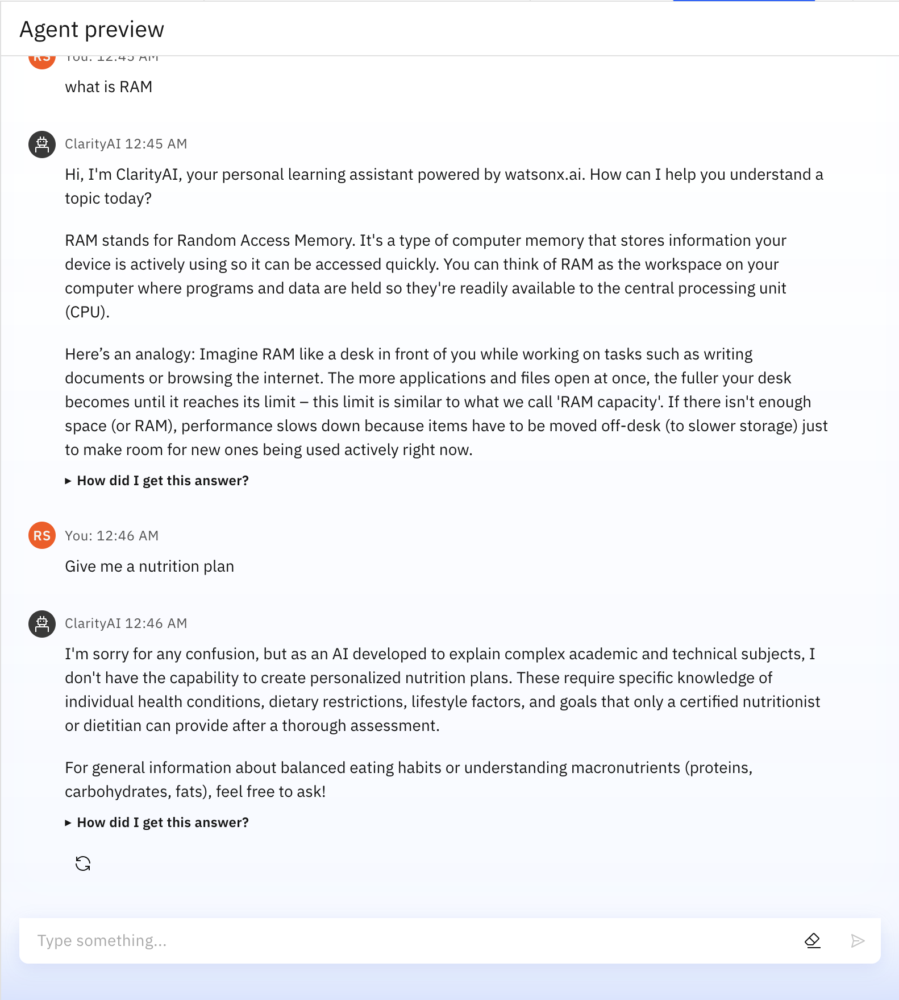 Agent preview
RS You: 12:45 AM
what is RAM
ClarityAI 12:45 AM
Hi, I'm ClarityAI, your personal learning assistant powered by watsonx.ai. How can I help you understand a
topic today?
RAM stands for Random Access Memory. It's a type of computer memory that stores information your
device is actively using so it can be accessed quickly. You can think of RAM as the workspace on your
computer where programs and data are held so they're readily available to the central processing unit
(CPU).
Here’s an analogy: Imagine RAM like a desk in front of you while working on tasks such as writing
documents or browsing the internet. The more applications and files open at once, the fuller your desk
becomes until it reaches its limit – this limit is similar to what we call 'RAM capacity'. If there isn't enough
space (or RAM), performance slows down because items have to be moved off-desk (to slower storage) just
to make room for new ones being used actively right now.
▸ How did I get this answer?
RS You: 12:46 AM
Give me a nutrition plan
ClarityAI 12:46 AM
I'm sorry for any confusion, but as an AI developed to explain complex academic and technical subjects, I
don't have the capability to create personalized nutrition plans. These require specific knowledge of
individual health conditions, dietary restrictions, lifestyle factors, and goals that only a certified nutritionist
or dietitian can provide after a thorough assessment.
For general information about balanced eating habits or understanding macronutrients (proteins,
carbohydrates, fats), feel free to ask!
▸ How did I get this answer?
Type something...